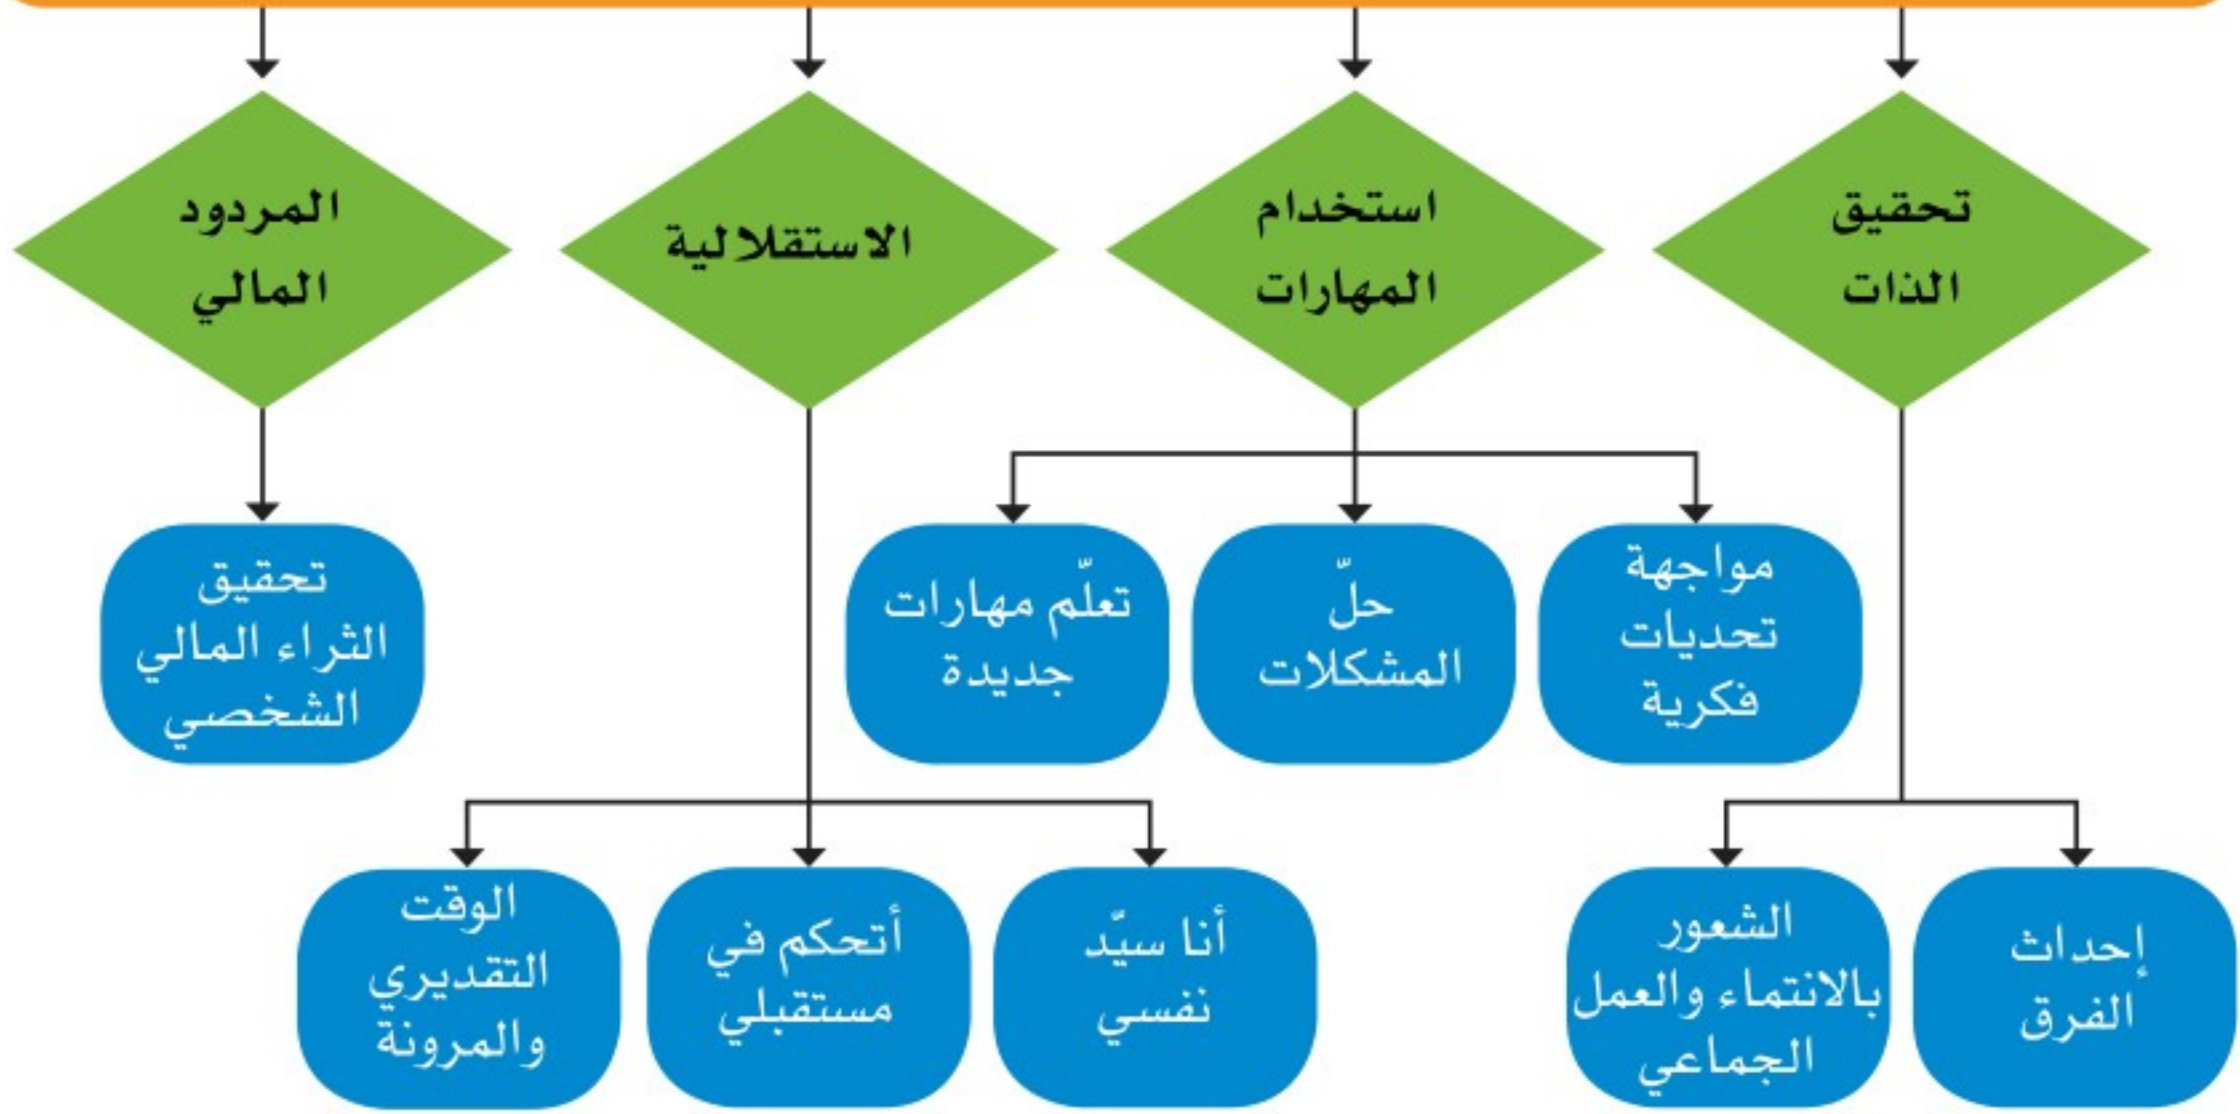 تحقيق
الذات
استخدام
المهارات
الاستقلالية
المردود
المالي
مواجهة
تحديات
فكرية
حلّ
المشكلات
تعلّم مهارات
جديدة
تحقيق
الثراء المالي
الشخصي
إحداث
الفرق
الشعور
بالانتماء والعمل
الجماعي
أنا سيّد
نفسي
أتحكم في
مستقبلي
الوقت
التقديري
والمرونة